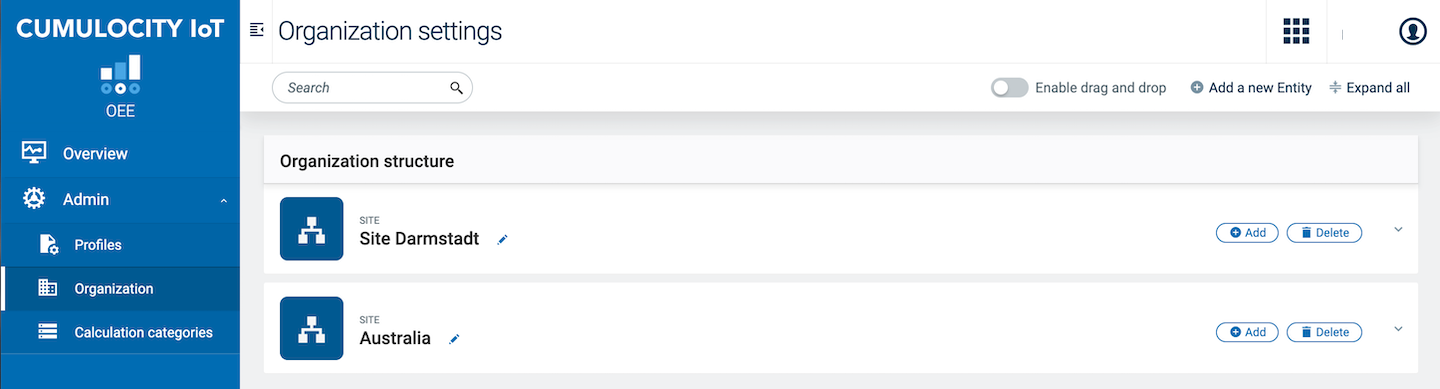 CUMULOCITY IoT
OEE
Overview
Admin
Profiles
Organization
Calculation categories
Organization settings
Search
Enable drag and drop
Add a new Entity
Expand all
Organization structure
SITE
Site Darmstadt
Add
Delete
SITE
Australia
Add
Delete